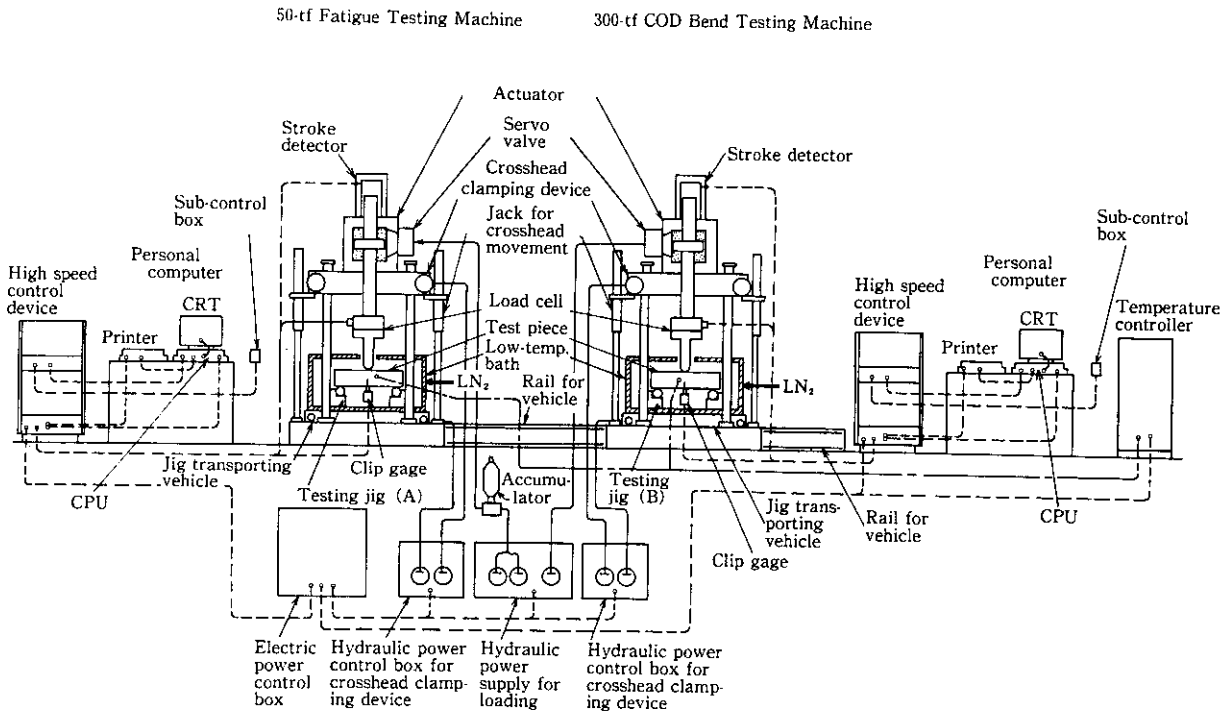 50-tf Fatigue Testing Machine
300-tf COD Bend Testing Machine
Actuator
Stroke
detector
Servo
valve
Stroke detector
Crosshead
clamping device
Sub-control
box
Jack for
crosshead
movement
Sub-control
box
Personal
computer
Personal
computer
High speed
control
device
CRT
Printer
Load cell
Test piece
Low-temp.
bath
LN₂
Rail for
vehicle
LN₂
High speed
control
device
CRT
Printer
Temperature
controller
Jig transporting
vehicle
CPU
Clip gage
Testing jig (A)
Accumu-
lator
Testing
jig (B)
Jig trans-
porting
vehicle
Clip gage
Rail for
vehicle
CPU
Electric
power
control
box
Hydraulic power
control box for
crosshead clamp-
ing device
Hydraulic
power
supply for
loading
Hydraulic power
control box for
crosshead clamp-
ing device